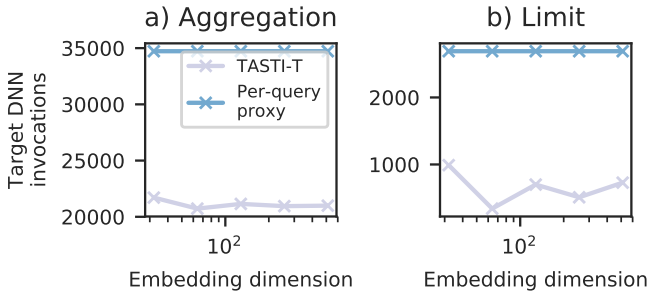 a) Aggregation
b) Limit
Target DNN
invocations
35000
30000
25000
20000
TASTI-T
Per-query
proxy
2000
1000
10²
10²
Embedding dimension
Embedding dimension